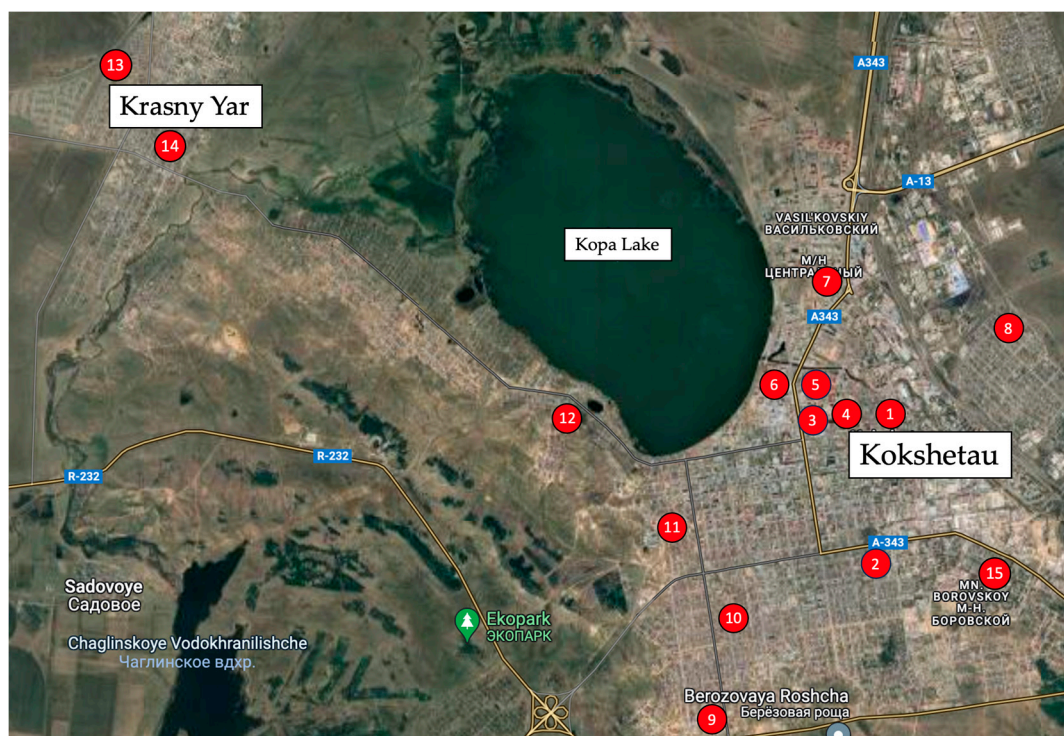 A343
13
Krasny Yar
14
A-13
VASIL'KOVSKIY
ВАСИЛЬКОВСКИЙ
Kopa Lake
М/Н
ЦЕНТРАЛЬНЫЙ
7
A343
8
6
5
12
3
4
1
Kokshetau
R-232
R-232
11
A-343
2
15
Sadovoye
Садовое
MN.
BOROVSKOY
М-Н.
БОРОВСКОЙ
Ekopark
ЭКОПАРК
10
Chaglinskoye Vodokhranilishche
Чаглинское вдхр.
Berozovaya Roshcha
Берёзовая роща
9